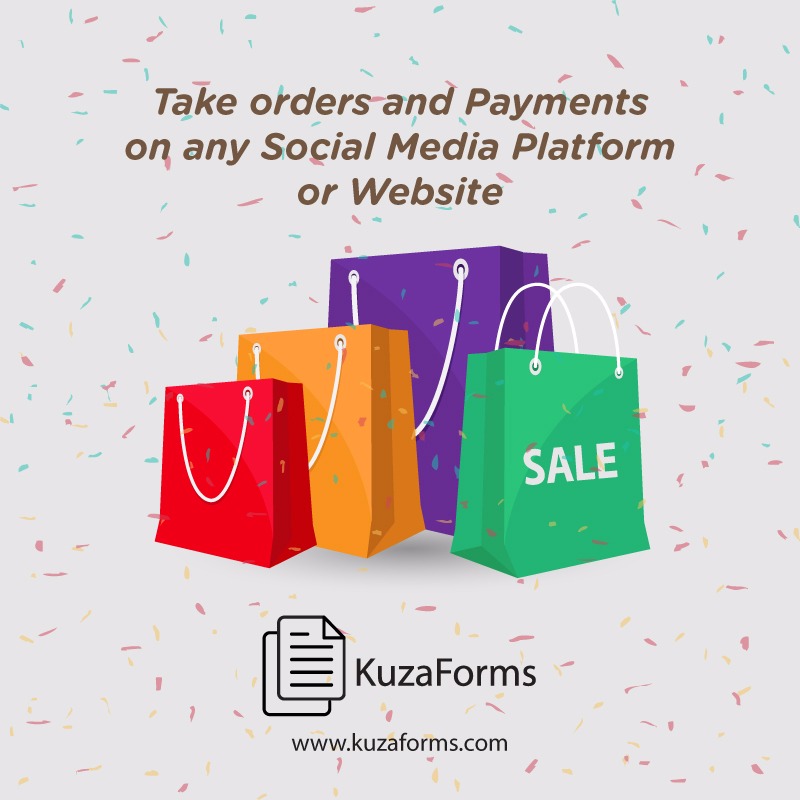 Take orders and Payments
on any Social Media Platform
or Website
SALE
KuzaForms
www.kuzaforms.com